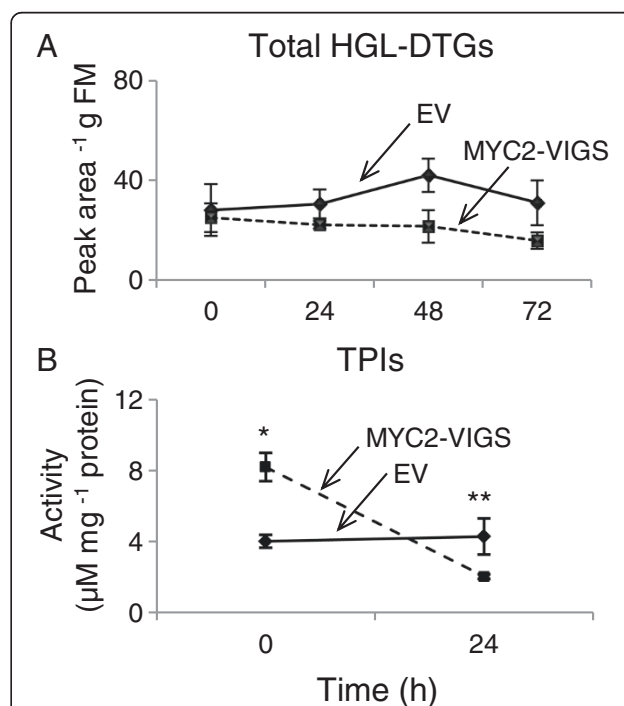 A Total HGL-DTGs
Peak area -1 g FM
80
40
0
EV
MYC2-VIGS
0 24 48 72
B TPIs
Activity
(µM mg -1 protein)
12
8
4
0
*
MYC2-VIGS
EV
**
0 24
Time (h)